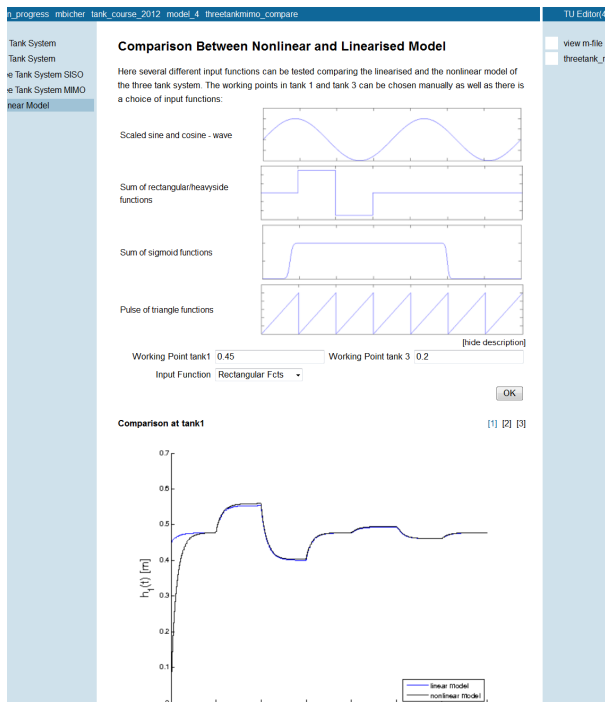 n_progress mbicher tank_course_2012 model_4 threetankmimo_compare
TU Editor(4
Tank System
Tank System
e Tank System SISO
e Tank System MIMO
near Model
view m-file
threetank_r
Comparison Between Nonlinear and Linearised Model
Here several different input functions can be tested comparing the linearised and the nonlinear model of
the three tank system. The working points in tank 1 and tank 3 can be chosen manually as well as there is
a choice of input functions:
Scaled sine and cosine - wave
Sum of rectangular/heavyside
functions
Sum of sigmoid functions
Pulse of triangle functions
[hide description]
Working Point tank1 0.45 Working Point tank 3 0.2
Input Function Rectangular Fcts
OK
Comparison at tank1 [1] [2] [3]
0.7
0.6
0.5
0.4
0.3
0.2
0.1
h1(t) [m]
linear Model
nonlinear Model